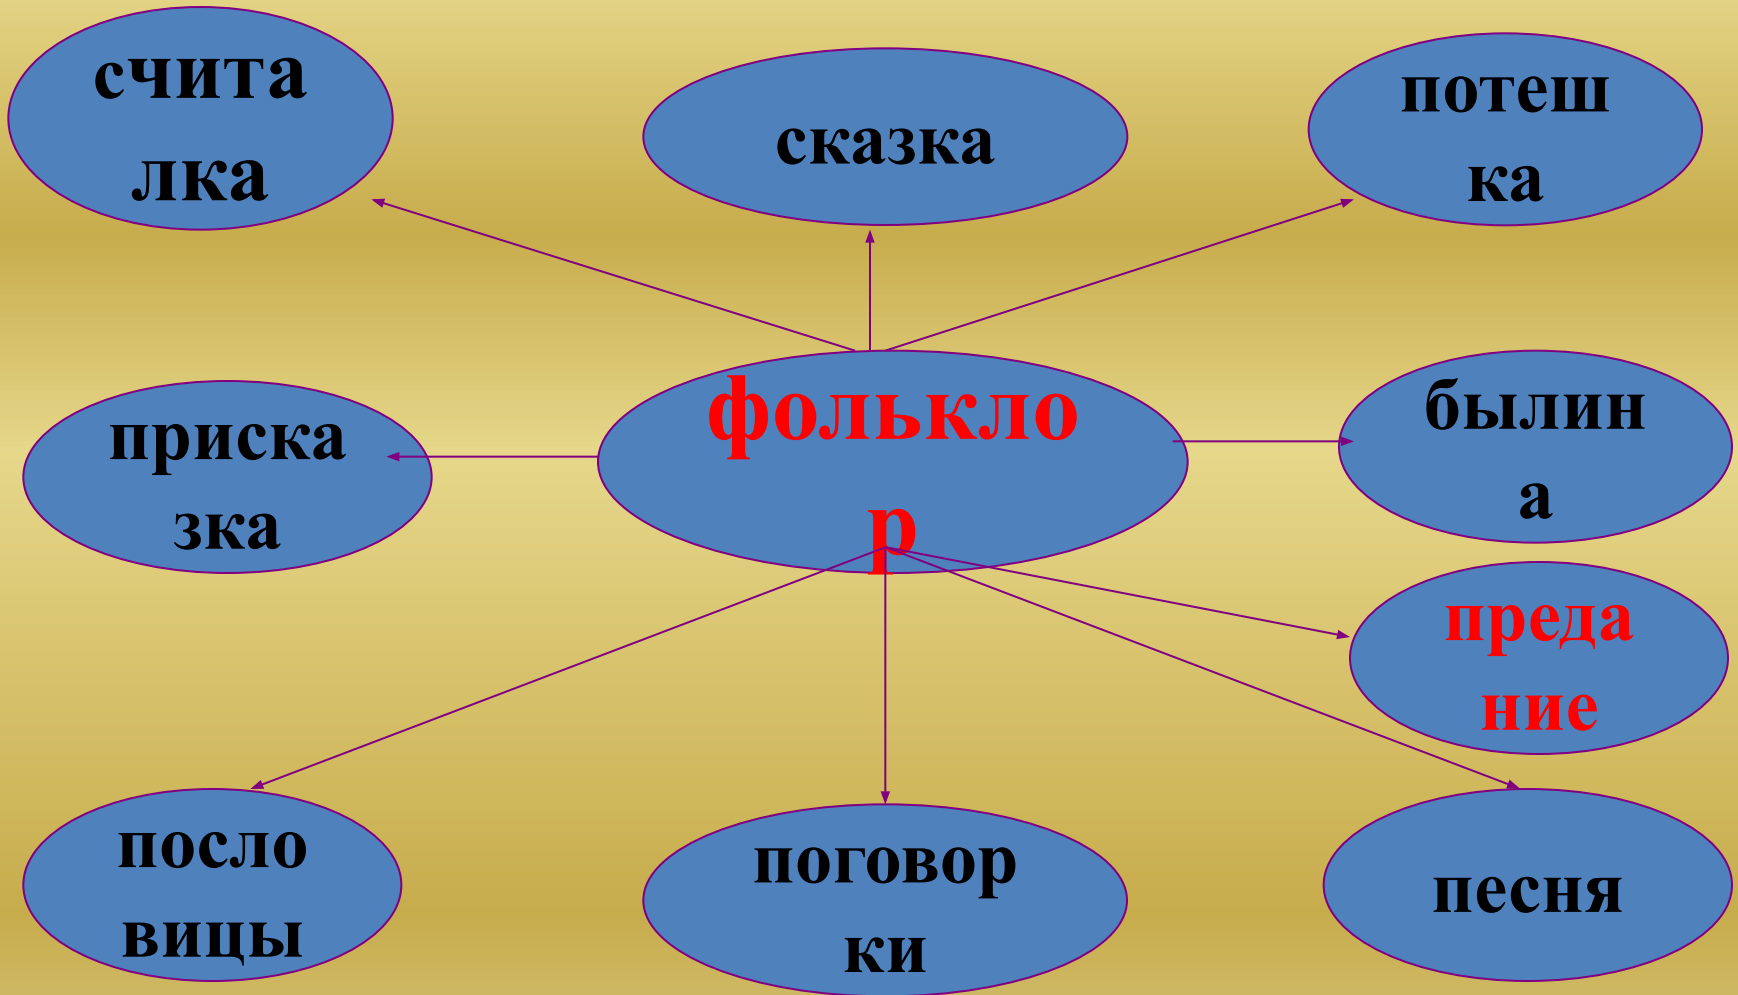 счита
лка
сказка
потеш
ка
приска
зка
фолькло
р
былин
а
преда
ние
посло
вицы
поговор
ки
песня